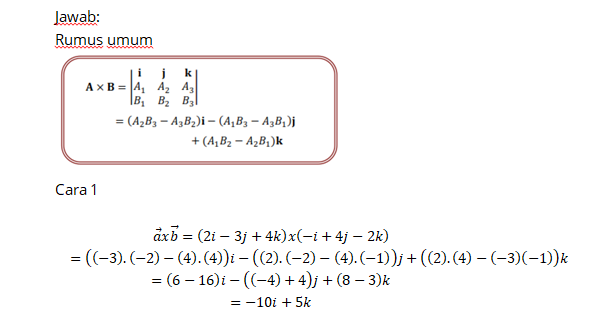 Jawab:
Rumus umum
i j k
A × B = |A₁ A₂ A₃|
B₁ B₂ B₃
= (A₂B₃ − A₃B₂)i − (A₁B₃ − A₃B₁)j
+ (A₁B₂ − A₂B₁)k
Cara 1
a⃗xb⃗ = (2i − 3j + 4k)x(−i + 4j − 2k)
= ((−3).(−2) − (4).(4))i − ((2).(−2) − (4).(−1))j + ((2).(4) − (−3)(−1))k
= (6 − 16)i − ((−4) + 4)j + (8 − 3)k
= −10i + 5k